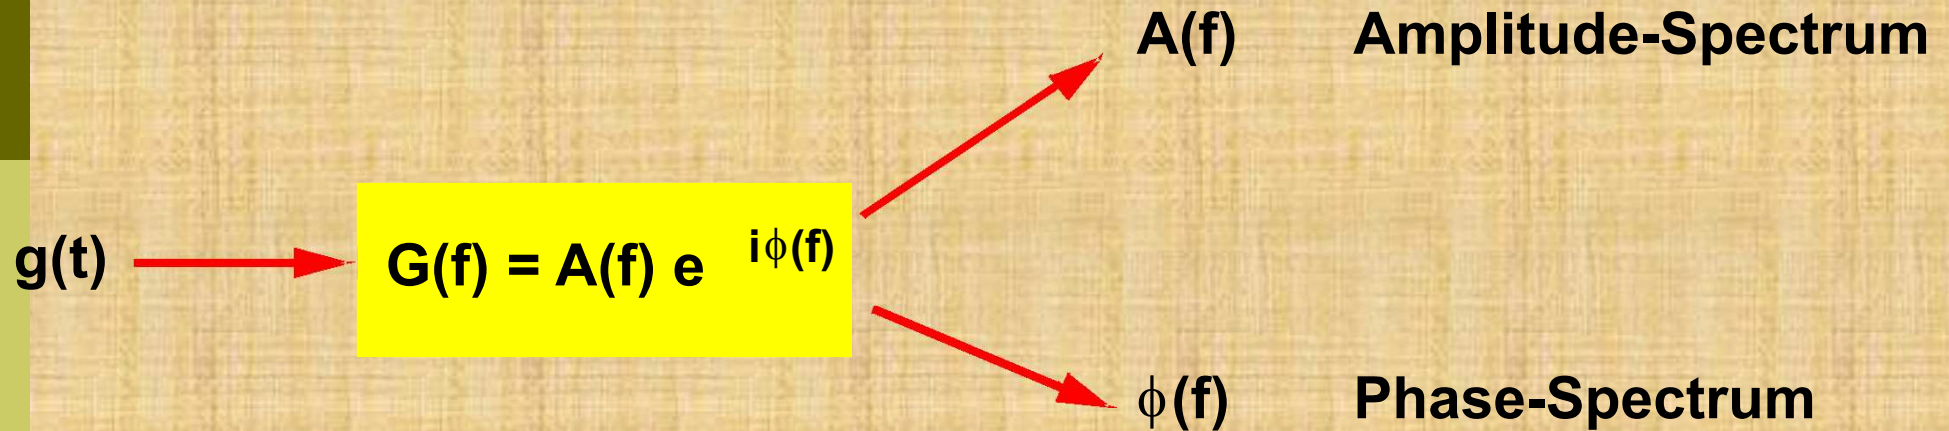 A(f) Amplitude-Spectrum
g(t) G(f) = A(f) e iϕ(f)
ϕ(f) Phase-Spectrum